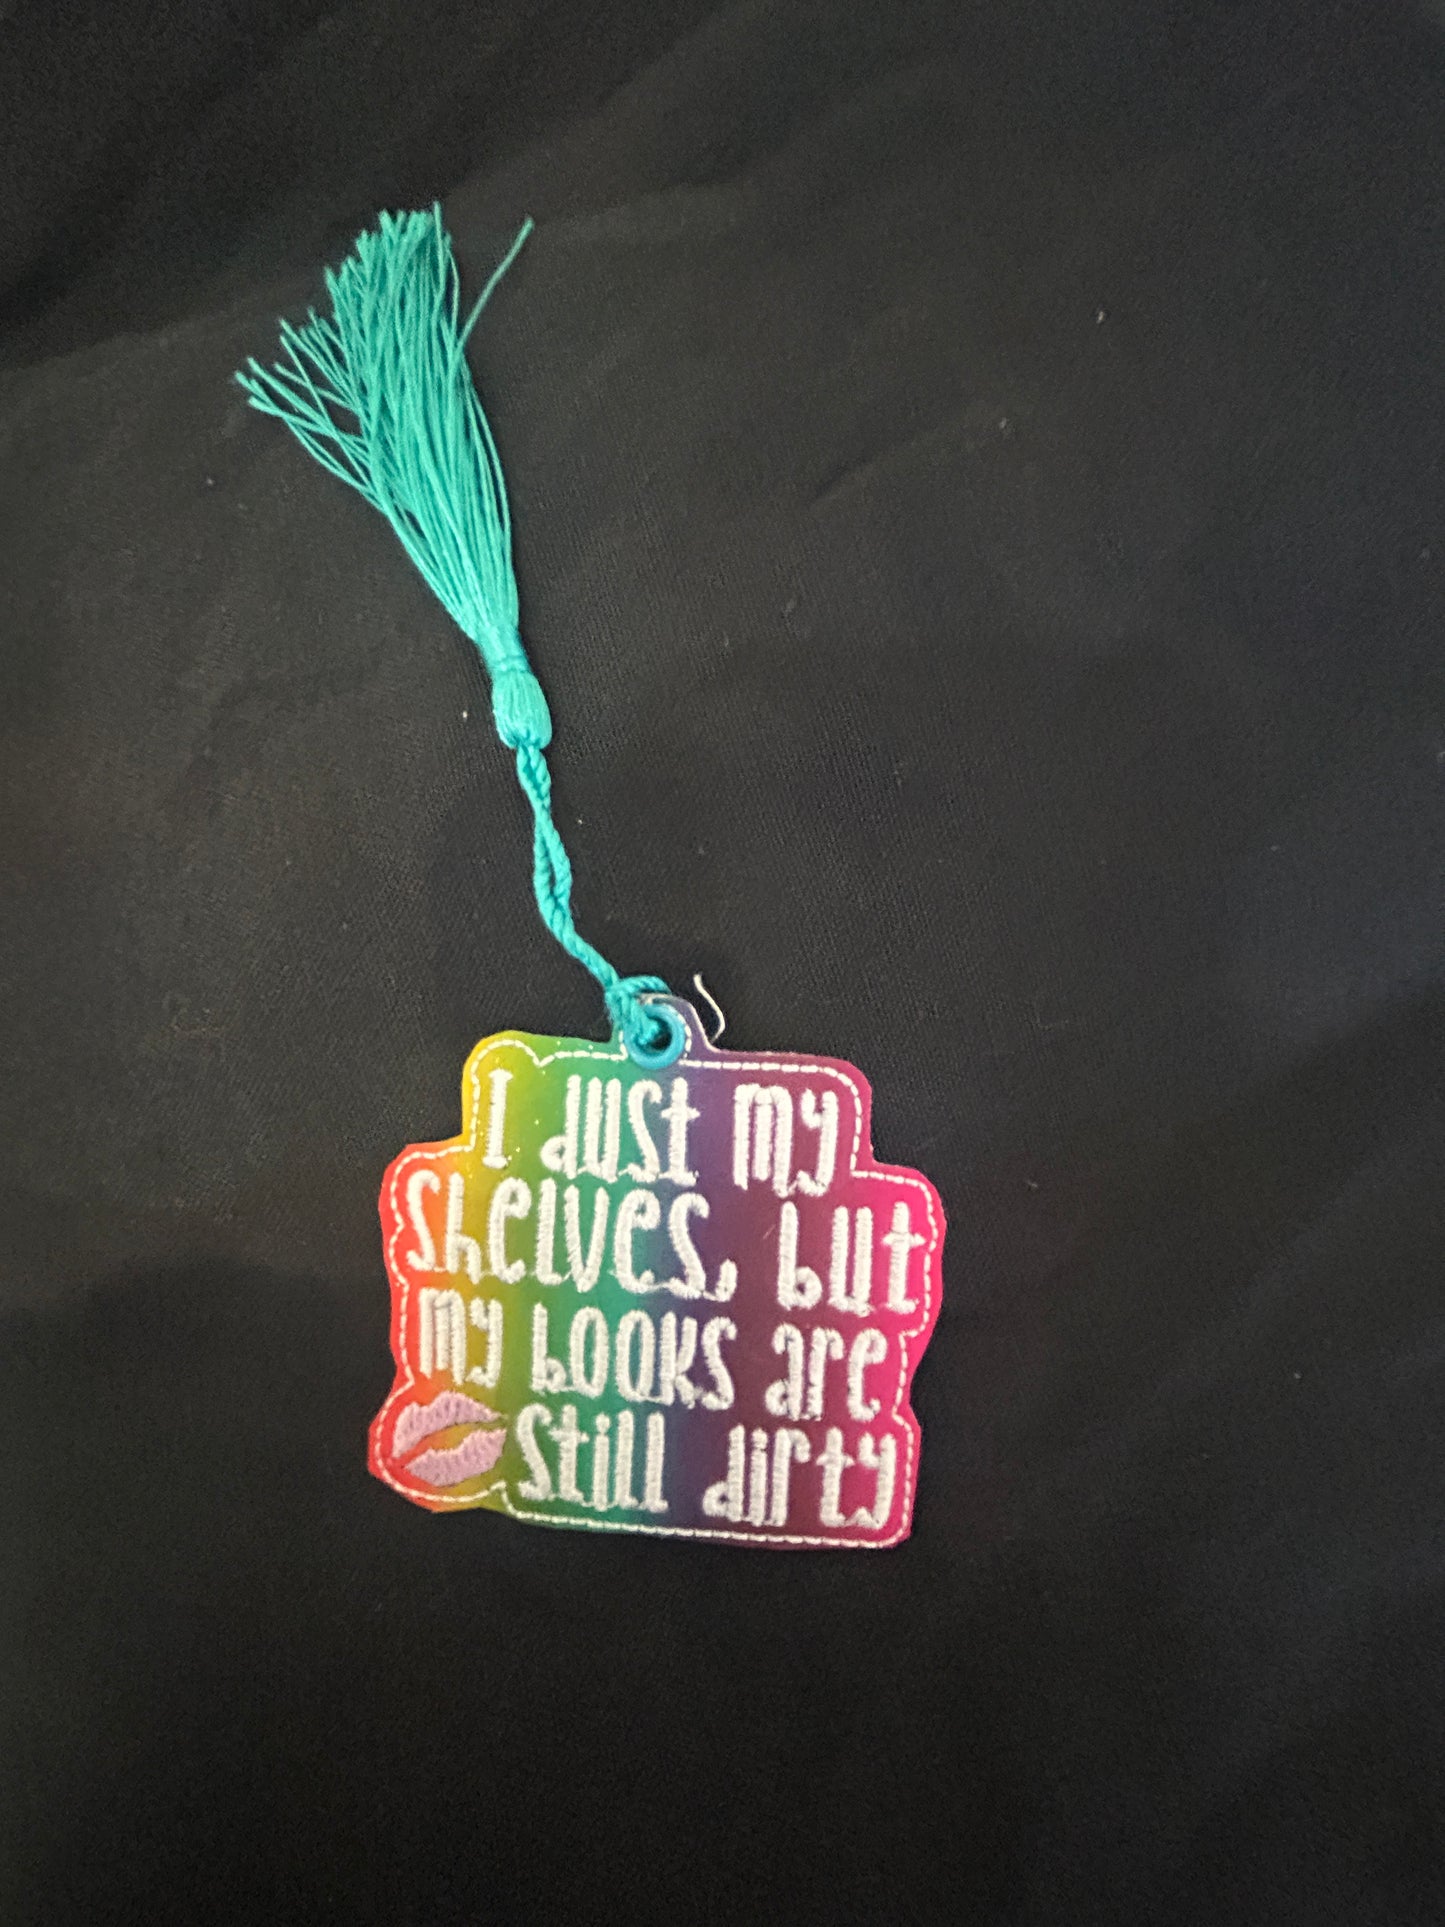 I dust my
shelves, but
my books are
still dirty